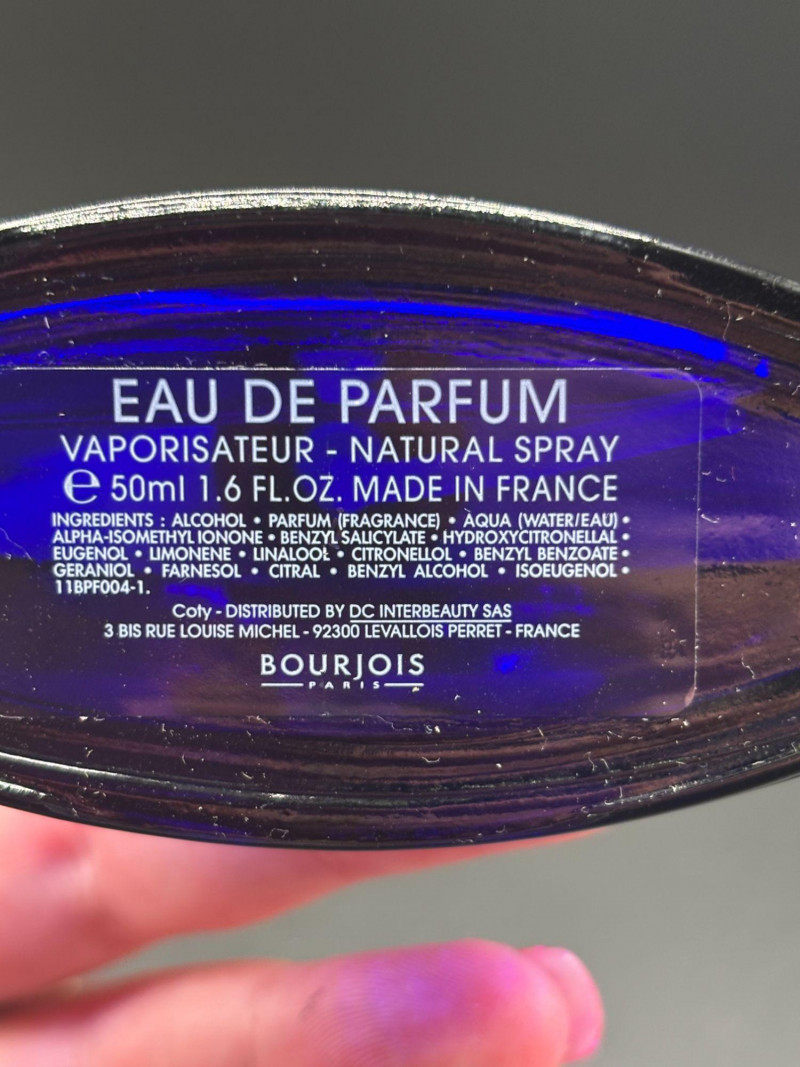 EAU DE PARFUM
VAPORISATEUR - NATURAL SPRAY
℮ 50ml 1.6 FL.OZ. MADE IN FRANCE
INGREDIENTS : ALCOHOL • PARFUM (FRAGRANCE) • AQUA (WATER/EAU) •
ALPHA-ISOMETHYL IONONE • BENZYL SALICYLATE • HYDROXYCITRONELLAL •
EUGENOL • LIMONENE • LINALOOL • CITRONELLOL • BENZYL BENZOATE •
GERANIOL • FARNESOL • CITRAL • BENZYL ALCOHOL • ISOEUGENOL •
11BPF004-1.
Coty - DISTRIBUTED BY DC INTERBEAUTY SAS
3 BIS RUE LOUISE MICHEL - 92300 LEVALLOIS PERRET - FRANCE
BOURJOIS
PARIS